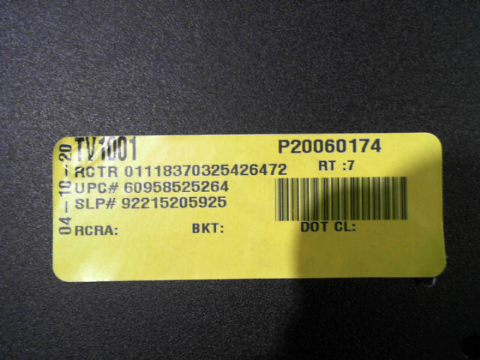 TV1001
P20060174
RCTR 01118370325426472
RT :7
UPC# 60958525264
SLP# 92215205925
RCRA:
BKT:
DOT CL:
04-10-20